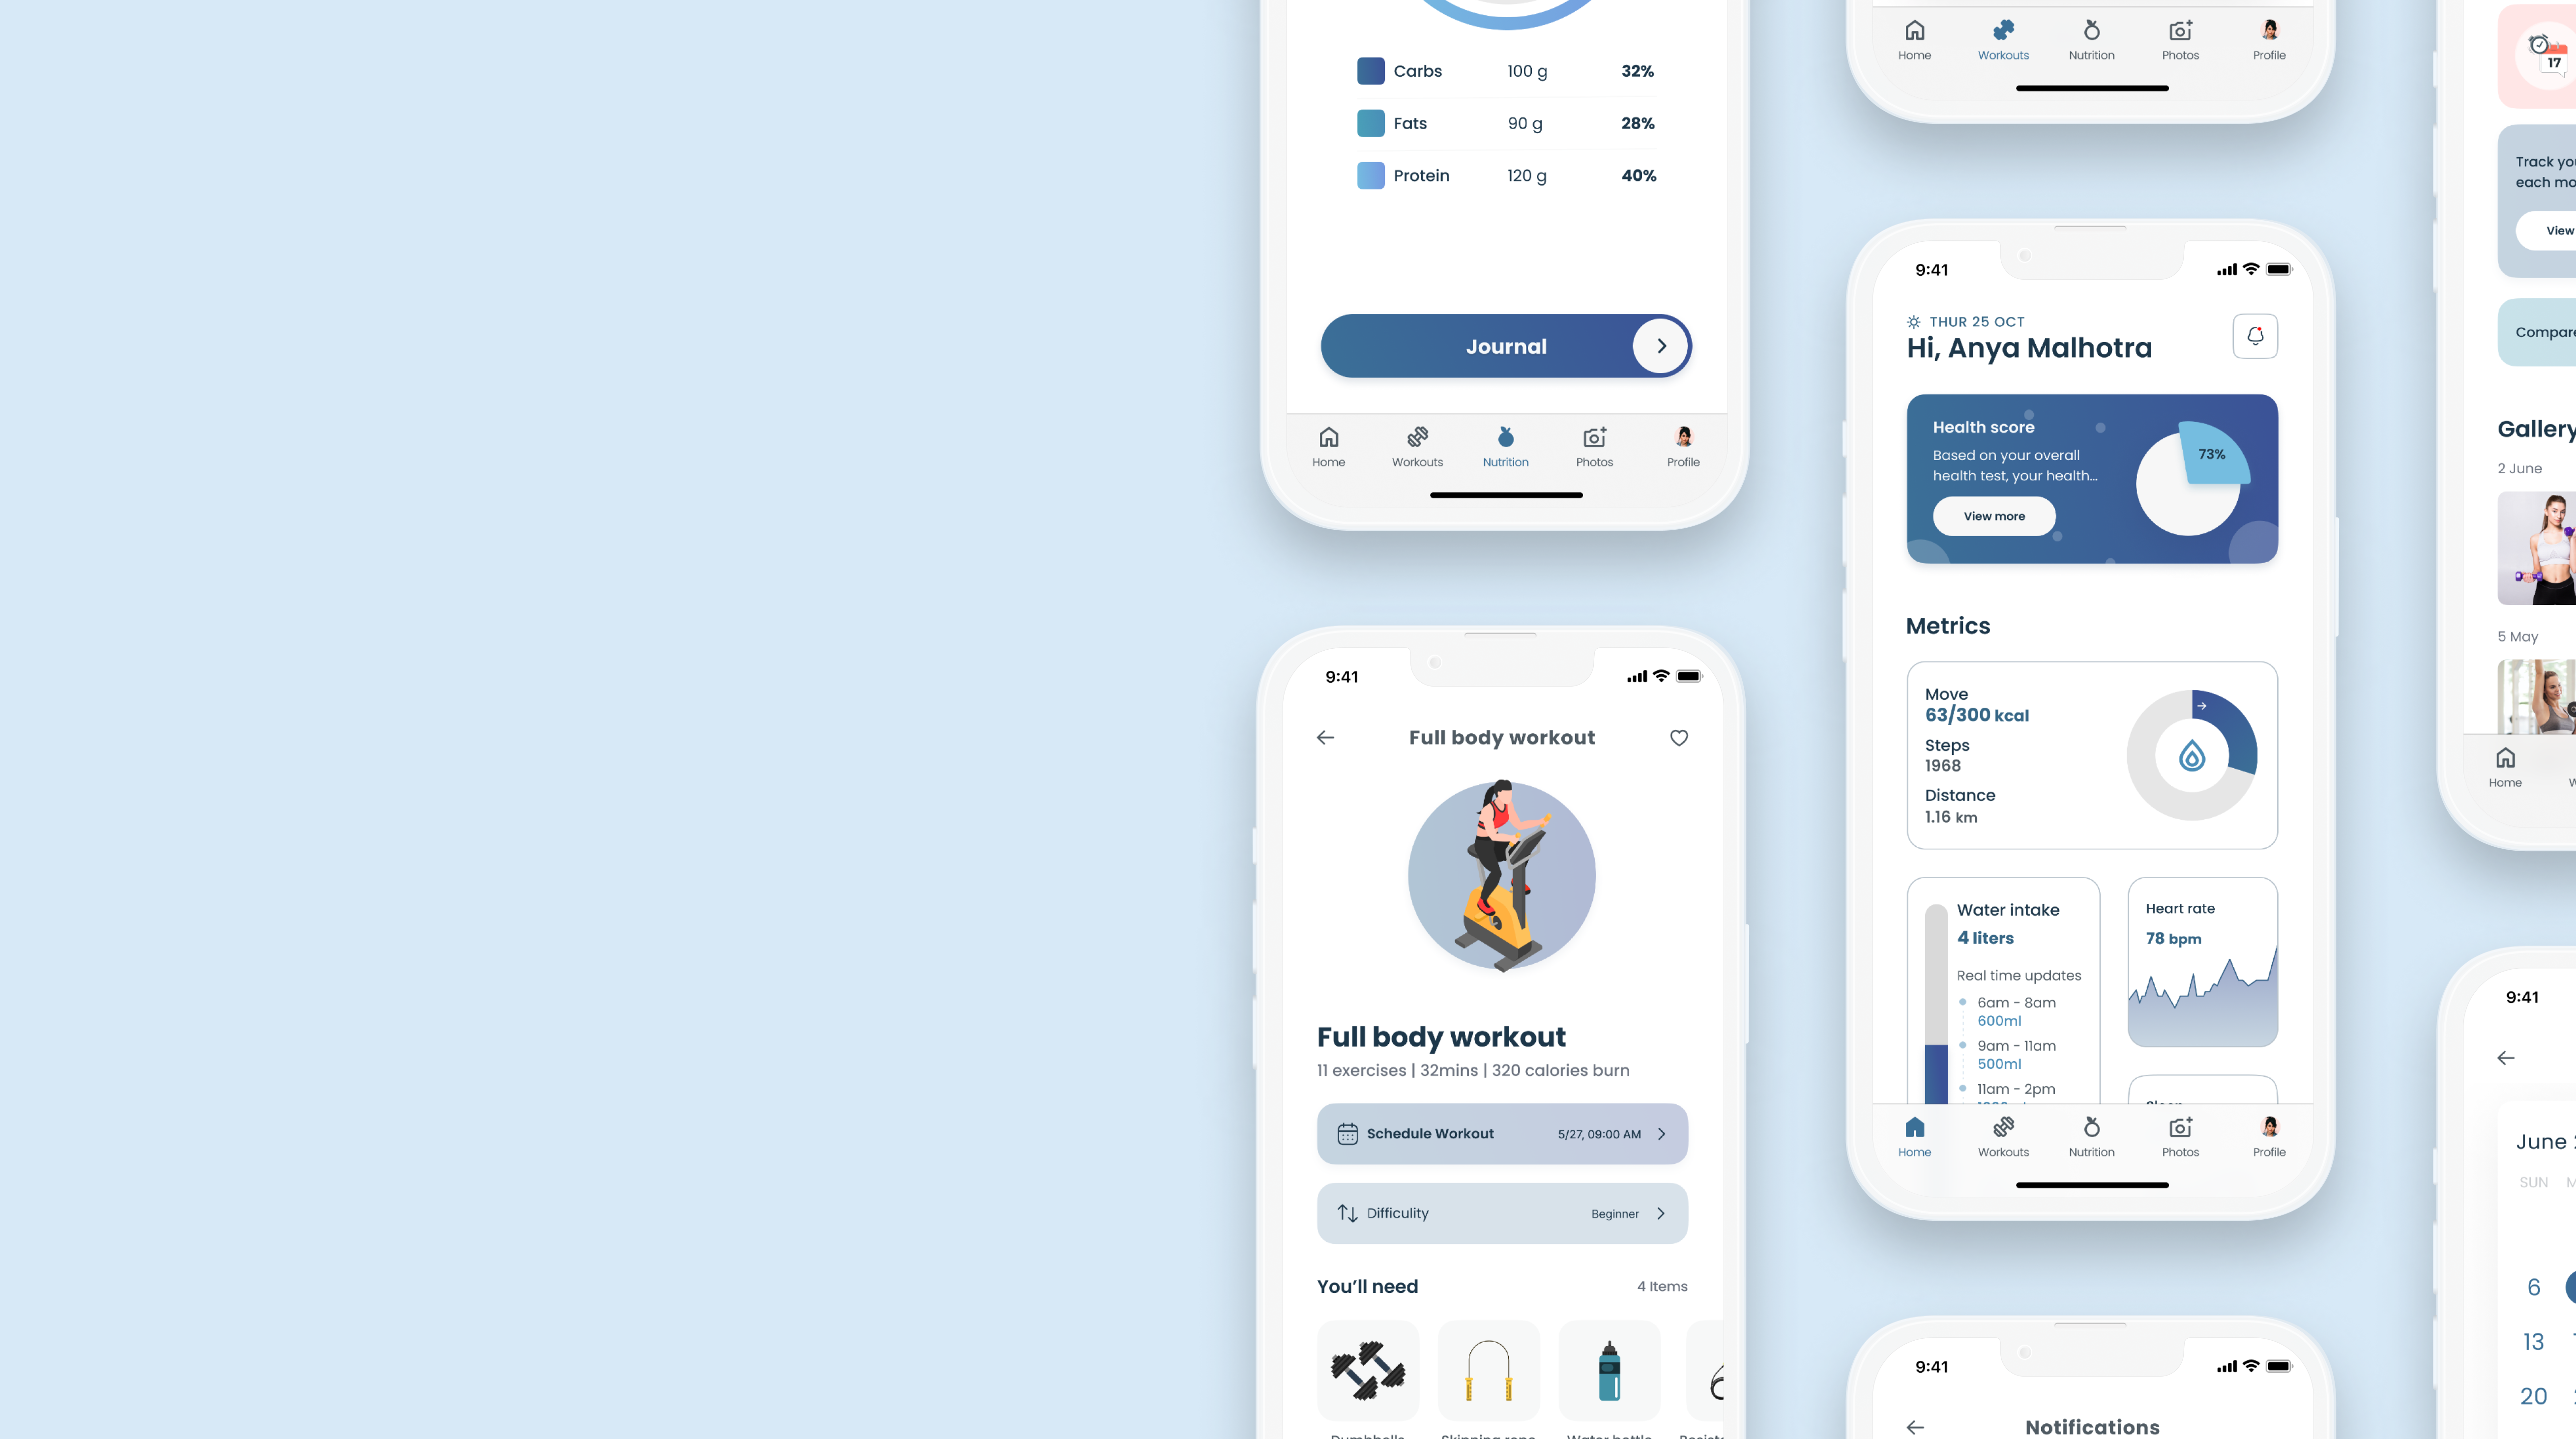 Carbs 100 g 32%
Fats 90 g 28%
Protein 120 g 40%
Journal
Home Workouts Nutrition Photos Profile
9:41
Full body workout
Full body workout
11 exercises | 32mins | 320 calories burn
Schedule Workout 5/27, 09:00 AM
Difficulity Beginner
You'll need 4 Items
Home Workouts Nutrition Photos Profile
9:41
THUR 25 OCT
Hi, Anya Malhotra
Health score
Based on your overall
health test, your health...
View more
73%
Metrics
Move
63/300 kcal
Steps
1968
Distance
1.16 km
Water intake
4 liters
Real time updates
6am - 8am
600ml
9am - 11am
500ml
11am - 2pm
Heart rate
78 bpm
Home Workouts Nutrition Photos Profile
9:41
Notifications
17
Track
each
View
Gallery
2 June
5 May
Home
9:41
June
SUN
6
13
20